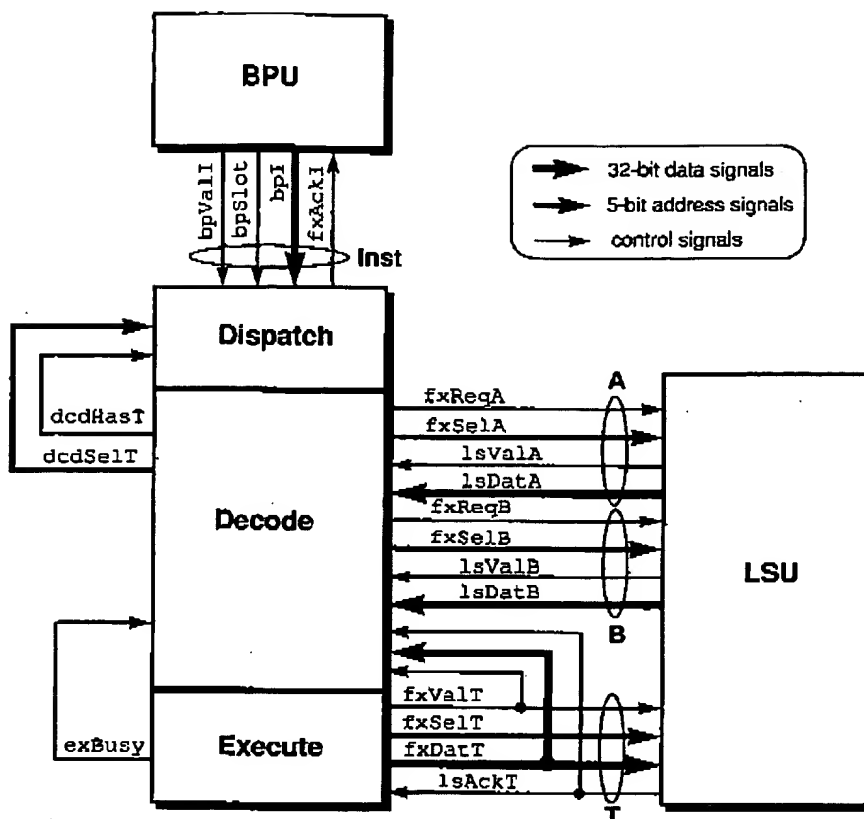 BPU
bpValI
bpSlot
bpI
fxAckI
Inst
32-bit data signals
5-bit address signals
control signals
Dispatch
dcdHasT
dcdSelT
Decode
exBusy
Execute
A
fxReqA
fxSelA
lsValA
lsDatA
fxReqB
fxSelB
lsValB
lsDatB
B
LSU
fxValT
fxSelT
fxDatT
lsAckT
T